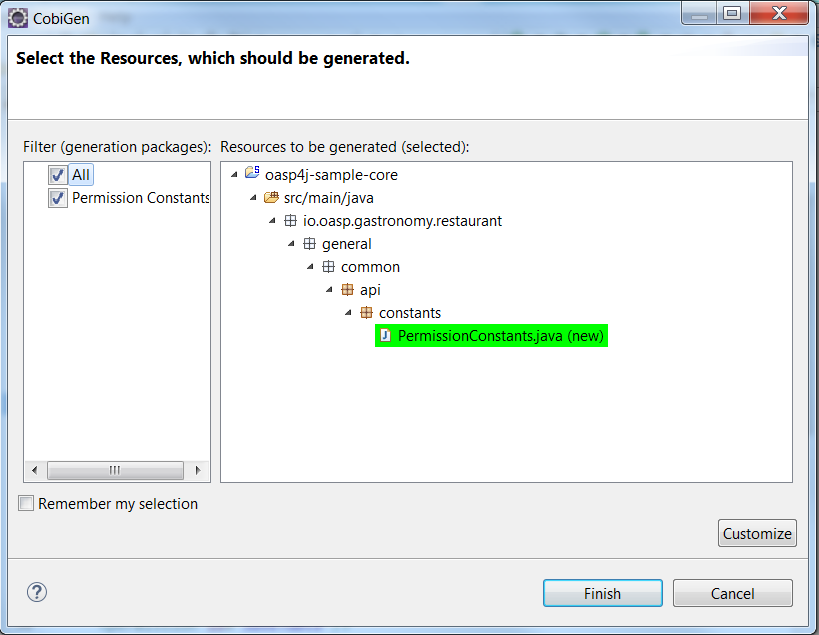 CobiGen
Select the Resources, which should be generated.
Filter (generation packages):
Resources to be generated (selected):
All
Permission Constants
oasp4j-sample-core
src/main/java
io.oasp.gastronomy.restaurant
general
common
api
constants
PermissionConstants.java (new)
Remember my selection
Customize
?
Finish
Cancel